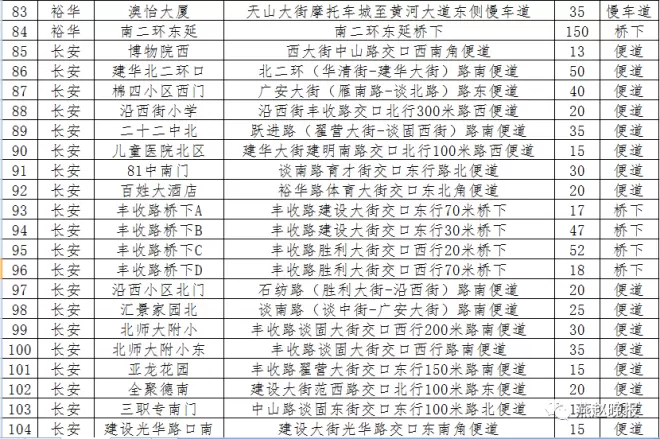 83 裕华 澳怡大厦 天山大街摩托车城至黄河大道东侧慢车道 35 慢车道
84 裕华 南二环东延 南二环东延桥下 150 桥下
85 长安 博物院西 西大街中山路交口西南角便道 13 便道
86 长安 建华北二环口 北二环（华清街-建华大街）路南便道 50 便道
87 长安 棉四小区西门 广安大街（雁南路-谈北路）路东便道 40 便道
88 长安 沿西街小学 沿西街丰收路交口北行300米路西便道 20 便道
89 长安 二十二中北 跃进路（翟营大街-谈固西街）路南便道 35 便道
90 长安 儿童医院北区 建华大街建明南路交口北行100米路西便道 15 便道
91 长安 81中南门 谈南路育才街交口东行路北便道 30 便道
92 长安 百姓大酒店 裕华路体育大街交口东北角便道 20 便道
93 长安 丰收路桥下A 丰收路建设大街交口东行70米桥下 17 桥下
94 长安 丰收路桥下B 丰收路建设大街交口东行30米桥下 47 桥下
95 长安 丰收路桥下C 丰收路胜利大街交口西行20米桥下 52 桥下
96 长安 丰收路桥下D 丰收路胜利大街交口西行70米桥下 18 桥下
97 长安 沿西小区北门 石纺路（胜利大街-沿西街）路南便道 20 便道
98 长安 汇景家园北 谈南路（谈中街-广安大街）路南便道 25 便道
99 长安 北师大附小 丰收路谈固大街交口西行200米路南便道 30 便道
100 长安 北师大附小东 丰收路谈固大街交口西行路南便道 35 便道
101 长安 亚龙花园 丰收路翟营大街交口东行150米路南便道 15 便道
102 长安 全聚德南 建设大街范西路交口北行100米路东便道 20 便道
103 长安 三职专南门 中山路谈固东街交口东行100米路北便道 20 便道
104 长安 建设光华路口南 建设大街光华路交口东南角便道 15 便道
燕赵晚报